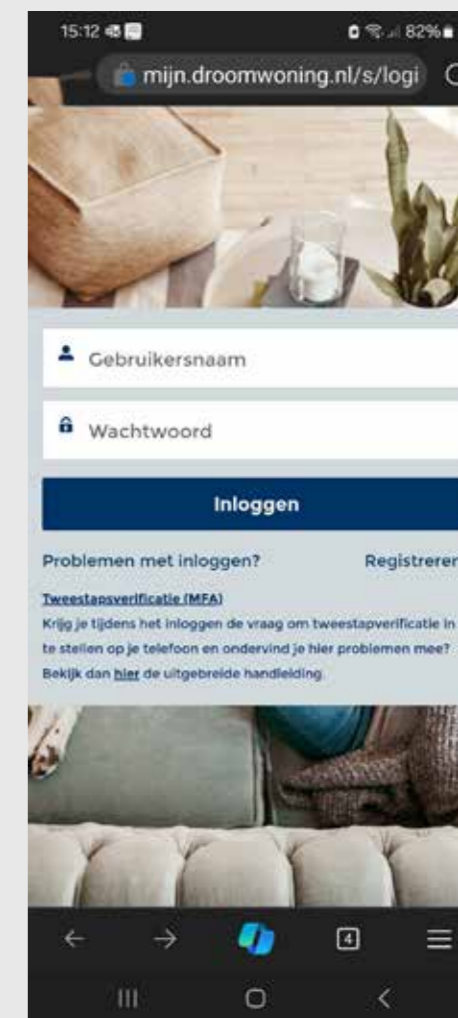 15:12
82%
mijn.droomwoning.nl/s/logi
Gebruikersnaam
Wachtwoord
Inloggen
Problemen met inloggen?
Registreren
Tweestapsverificatie (MFA)
Krijg je tijdens het inloggen de vraag om tweestapverificatie in
te stellen op je telefoon en ondervind je hier problemen mee?
Bekijk dan hier de uitgebreide handleiding.
4